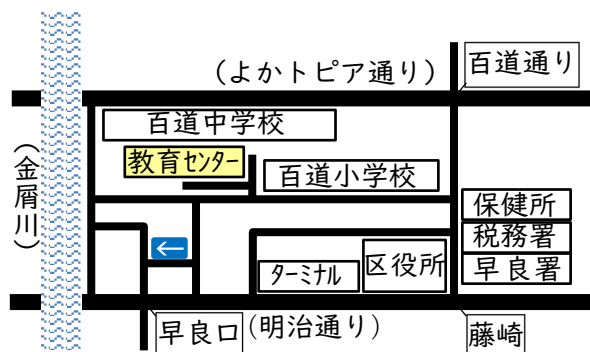 (よかトピア通り)
百道通り
百道中学校
教育センター
百道小学校
(金屑川)
保健所
税務署
早良署
ターミナル
区役所
早良口
(明治通り)
藤崎